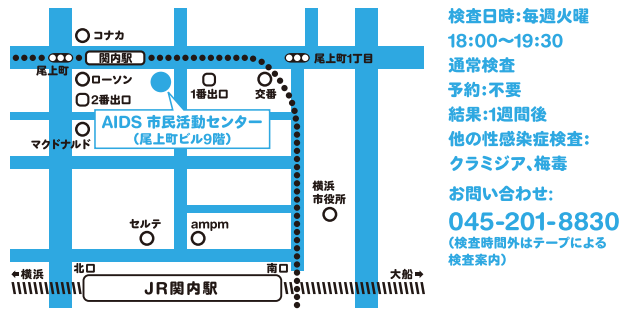 コナカ
関内駅
尾上町
尾上町1丁目
ローソン
1番出口
交番
2番出口
AIDS 市民活動センター
(尾上町ビル9階)
マクドナルド
横浜
市役所
セルテ
ampm
北口
南口
横浜
大船
JR関内駅
検査日時:毎週火曜
18:00〜19:30
通常検査
予約:不要
結果:1週間後
他の性感染症検査:
クラミジア、梅毒
お問い合わせ:
045-201-8830
(検査時間外はテープによる
検査案内)